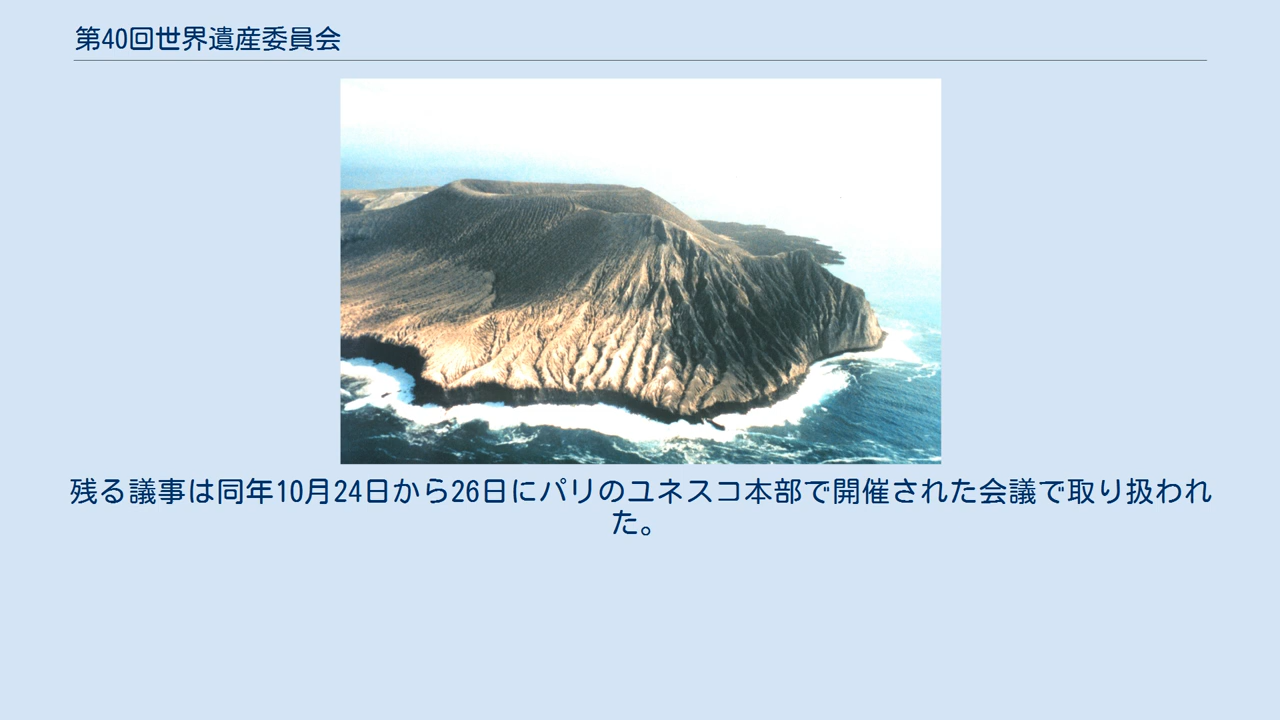 第40回世界遺産委員会
残る議事は同年10月24日から26日にパリのユネスコ本部で開催された会議で取り扱われ
た。